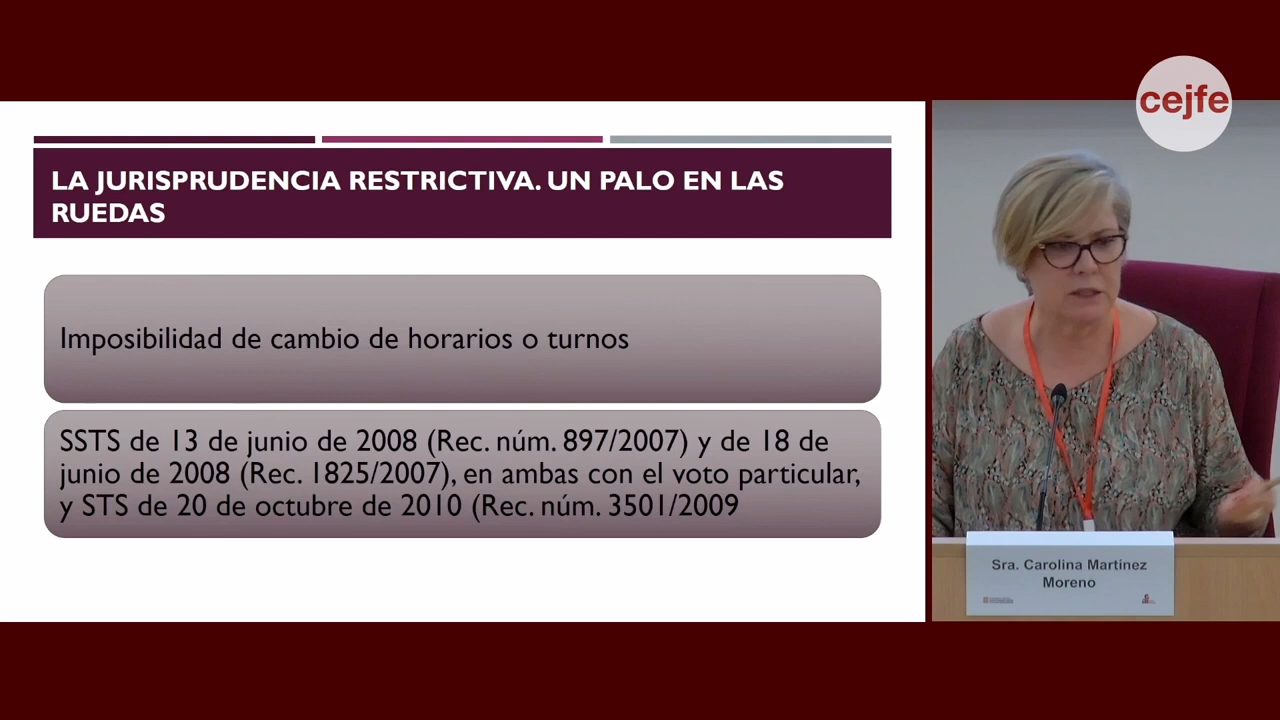 cejfe
LA JURISPRUDENCIA RESTRICTIVA. UN PALO EN LAS
RUEDAS
Imposibilidad de cambio de horarios o turnos
SSTS de 13 de junio de 2008 (Rec. núm. 897/2007) y de 18 de
junio de 2008 (Rec. 1825/2007), en ambas con el voto particular,
y STS de 20 de octubre de 2010 (Rec. núm. 3501/2009
Sra. Carolina Martínez
Moreno